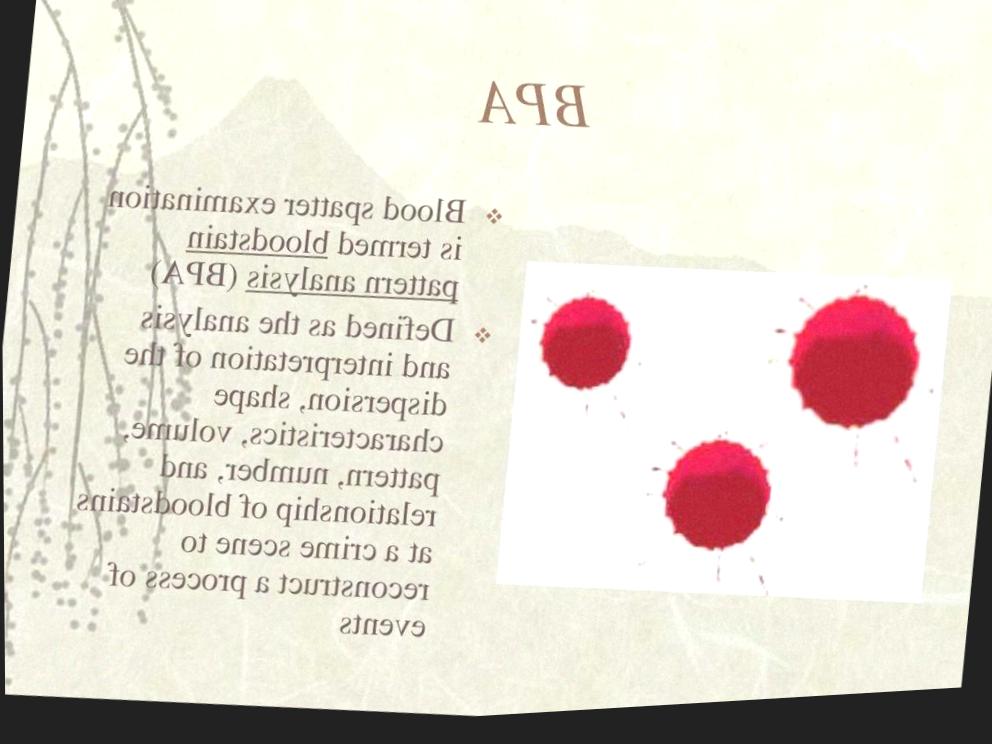 BPA
Blood spatter examination
is termed bloodstain
pattern analysis (BPA)
Defined as the analysis
and interpretation of the
dispersion, shape
characteristics, volume,
pattern, number, and
relationship of bloodstains
at a crime scene to
reconstruct a process of
events